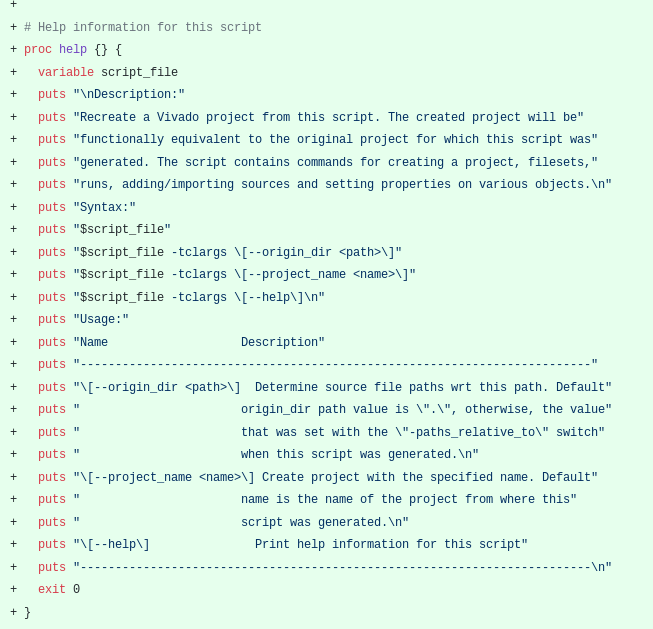 +
+ # Help information for this script
+ proc help {} {
+   variable script_file
+   puts "\nDescription:"
+   puts "Recreate a Vivado project from this script. The created project will be"
+   puts "functionally equivalent to the original project for which this script was"
+   puts "generated. The script contains commands for creating a project, filesets,"
+   puts "runs, adding/importing sources and setting properties on various objects.\n"
+   puts "Syntax:"
+   puts "$script_file"
+   puts "$script_file -tclargs \[--origin_dir <path>\]"
+   puts "$script_file -tclargs \[--project_name <name>\]"
+   puts "$script_file -tclargs \[--help\]\n"
+   puts "Usage:"
+   puts "Name                   Description"
+   puts "-------------------------------------------------------------------------"
+   puts "\[--origin_dir <path>\]  Determine source file paths wrt this path. Default"
+   puts "                       origin_dir path value is \".\", otherwise, the value"
+   puts "                       that was set with the \"-paths_relative_to\" switch"
+   puts "                       when this script was generated.\n"
+   puts "\[--project_name <name>\] Create project with the specified name. Default"
+   puts "                       name is the name of the project from where this"
+   puts "                       script was generated.\n"
+   puts "\[--help\]               Print help information for this script"
+   puts "-------------------------------------------------------------------------\n"
+   exit 0
+ }